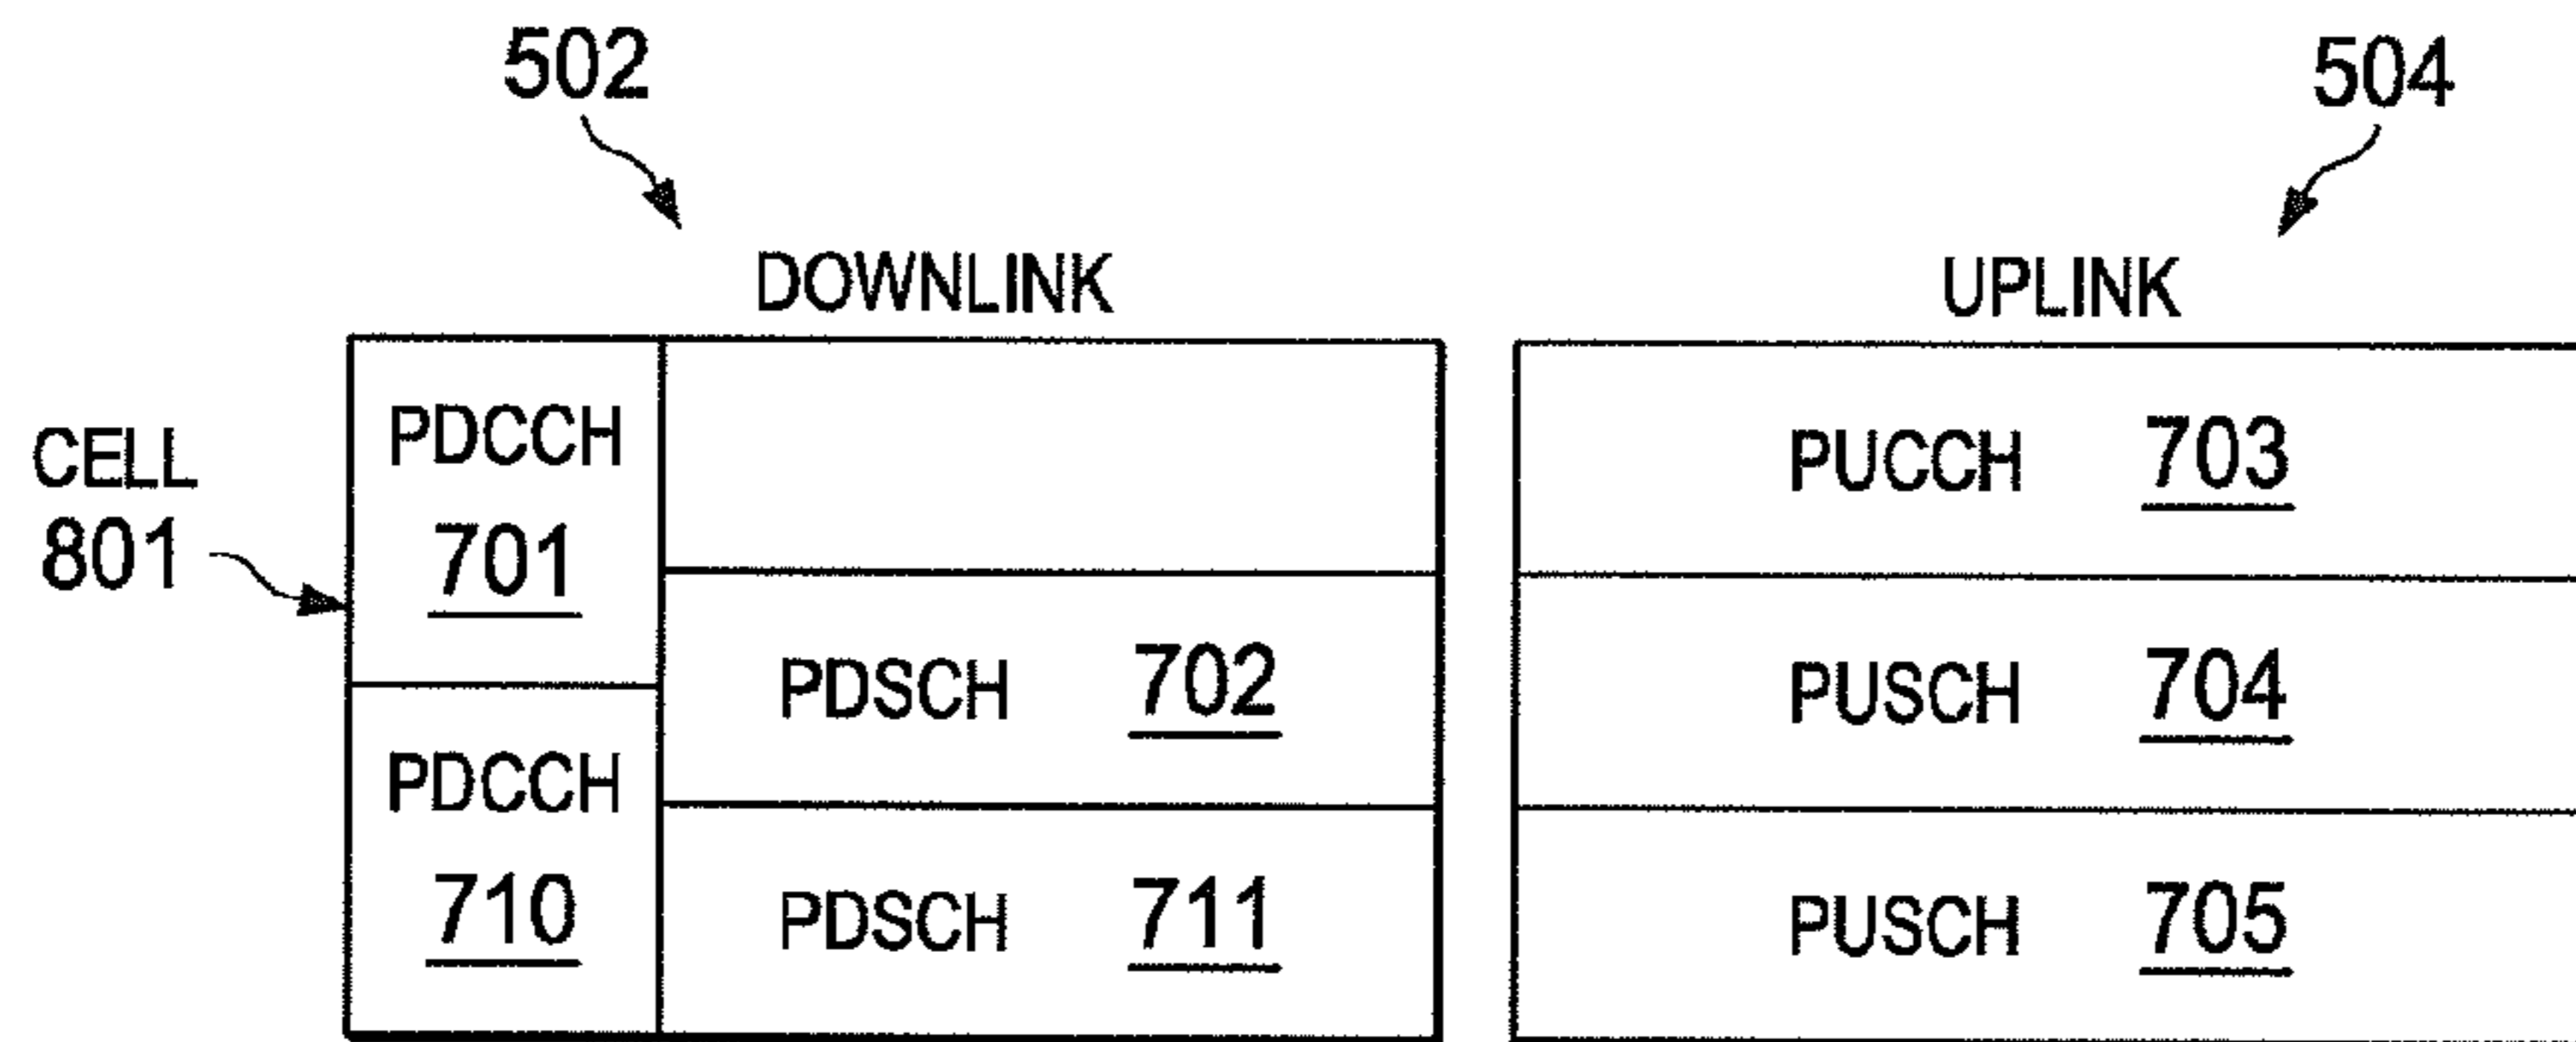 502
504
DOWNLINK
UPLINK
CELL
801
PDCCH
701
PDCCH
710
PDSCH 702
PDSCH 711
PUCCH 703
PUSCH 704
PUSCH 705